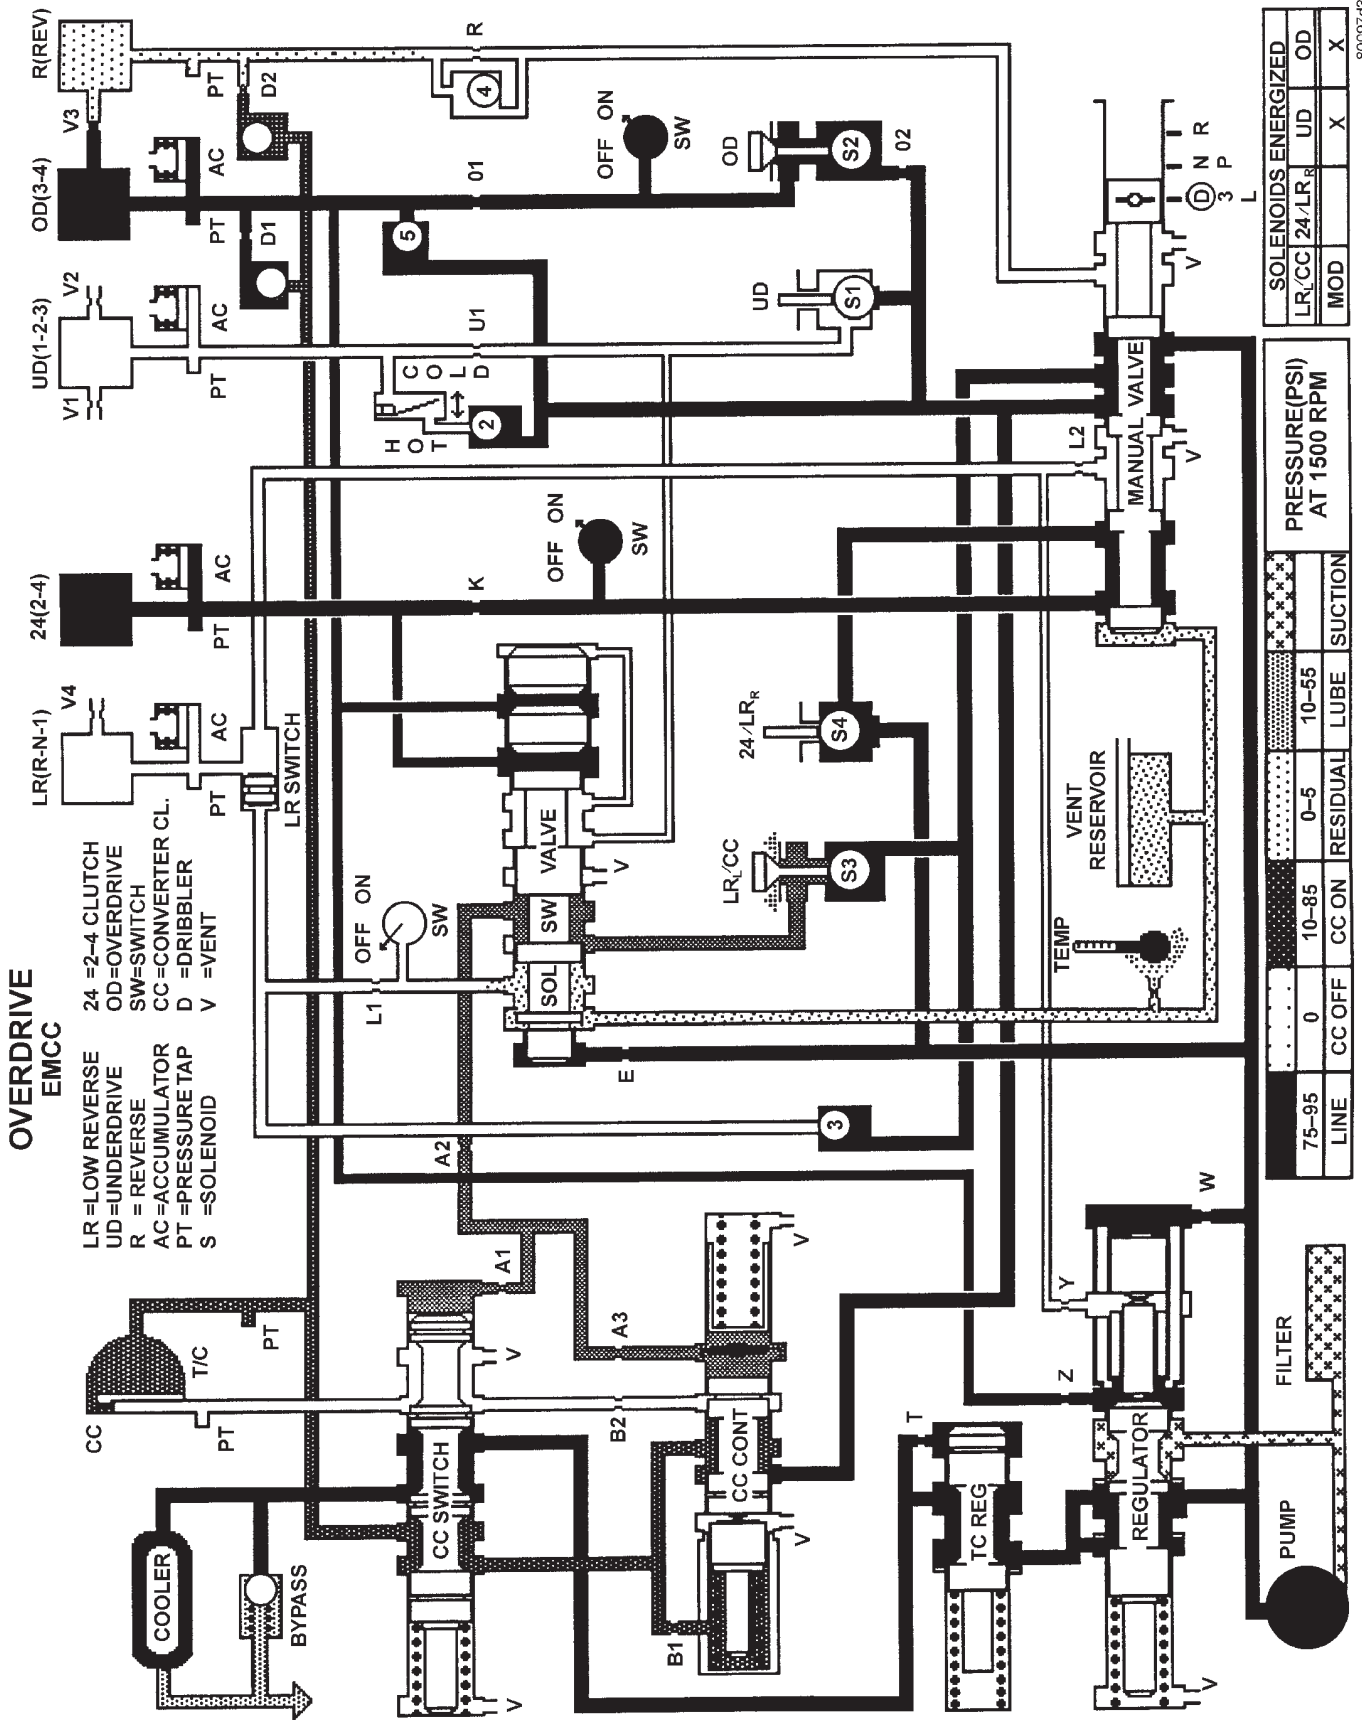 OVERDRIVE
EMCC
LR =LOW REVERSE
UD=UNDERDRIVE
R = REVERSE
AC =ACCUMULATOR
PT =PRESSURE TAP
S =SOLENOID
24 =2–4 CLUTCH
OD=OVERDRIVE
SW=SWITCH
CC =CONVERTER CL.
D =DRIBBLER
V =VENT
LR(R-N-1)
V4
24(2-4)
V1
UD(1-2-3)
V2
OD(3-4)
V3
R(REV)
PT
AC
PT
AC
PT
AC
PT
AC
PT
D1
D2
LR SWITCH
CC
T/C
PT
PT
COOLER
BYPASS
L1
OFF ON
SW
K
OFF ON
SW
HOT
COLD
2
U1
5
01
R
4
OFF ON
SW
A1
A2
A3
V
CC SWITCH
V
B1
B2
CC CONT
V
V
SOL SW VALVE
V
E
3
LR/CC
S3
24/LR
S4
UD
S1
OD
S2
02
T
TC REG
TEMP
VENT
RESERVOIR
Z
Y
W
REGULATOR
V
L2
MANUAL VALVE
V
V
D N R
3 P
L
PUMP
FILTER
75–95 0 10–85 0–5 10–55
LINE CC OFF CC ON RESIDUAL LUBE SUCTION
PRESSURE(PSI)
AT 1500 RPM
SOLENOIDS ENERGIZED
LRL/CC 24/LRR UD OD
MOD X X